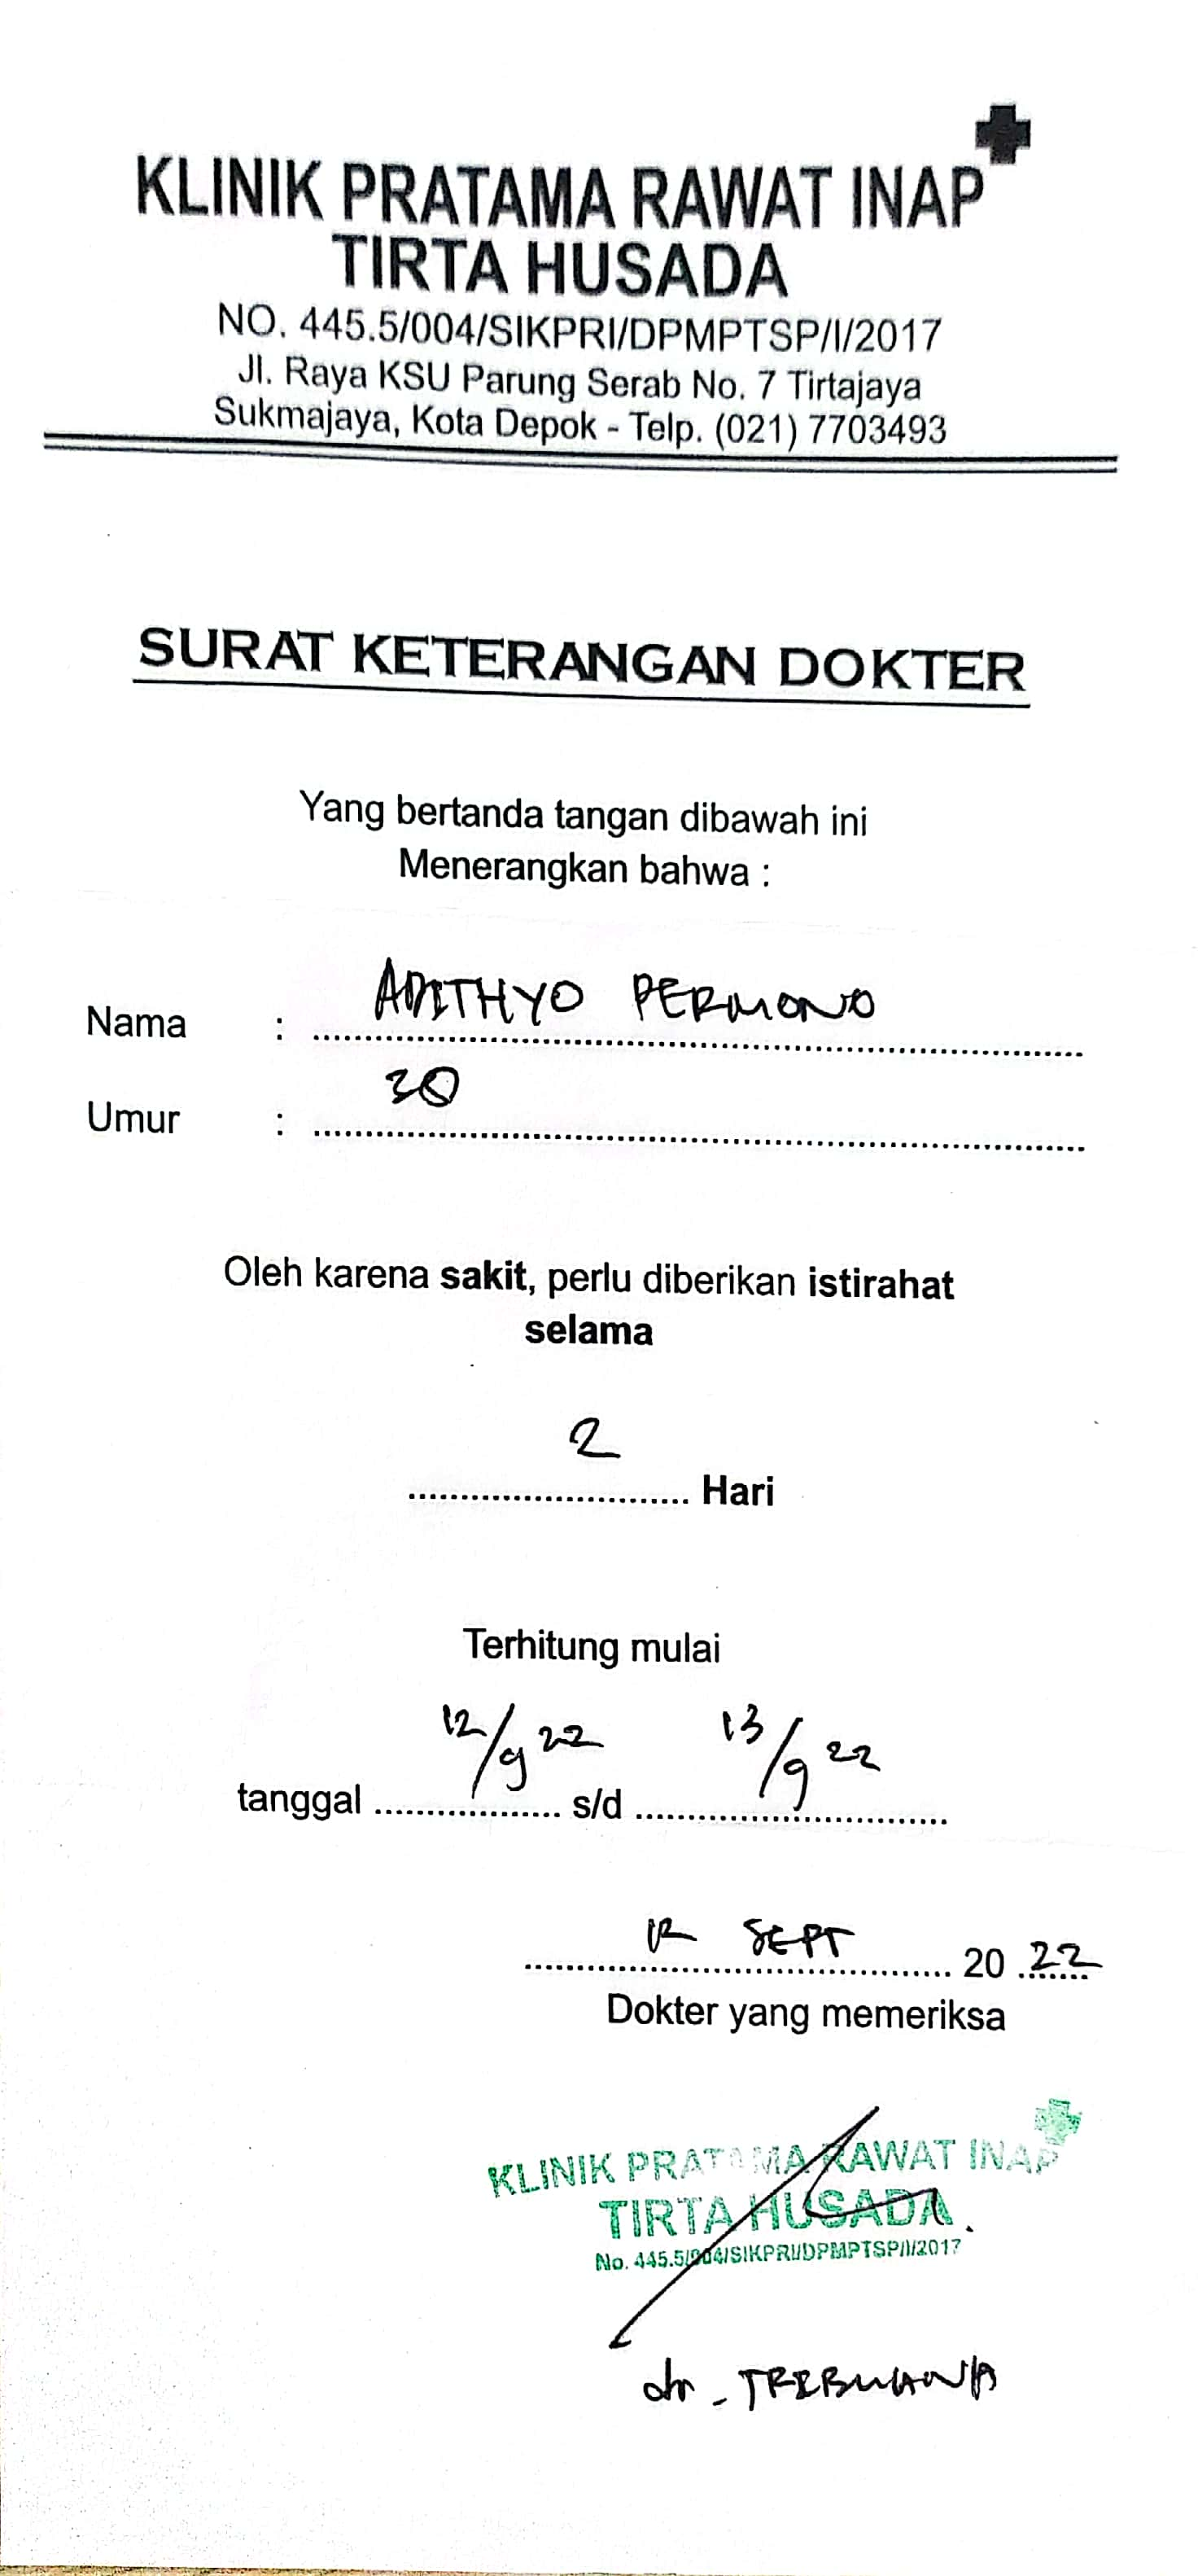 KLINIK PRATAMA RAWAT INAP
TIRTA HUSADA
NO. 445.5/004/SIKPRI/DPMPTSP/I/2017
Jl. Raya KSU Parung Serab No. 7 Tirtajaya
Sukmajaya, Kota Depok - Telp. (021) 7703493
SURAT KETERANGAN DOKTER
Yang bertanda tangan dibawah ini
Menerangkan bahwa :
Nama : ADITHYO PERMONO
Umur : 30
Oleh karena sakit, perlu diberikan istirahat
selama
2 Hari
Terhitung mulai
tanggal 12/9 22 s/d 13/9 22
12 SEPT 20 22
Dokter yang memeriksa
KLINIK PRATAMA RAWAT INAP
TIRTA HUSADA
No. 445.5/004/SIKPRI/DPMPTSP/I/2017
dr. TRIBUANA